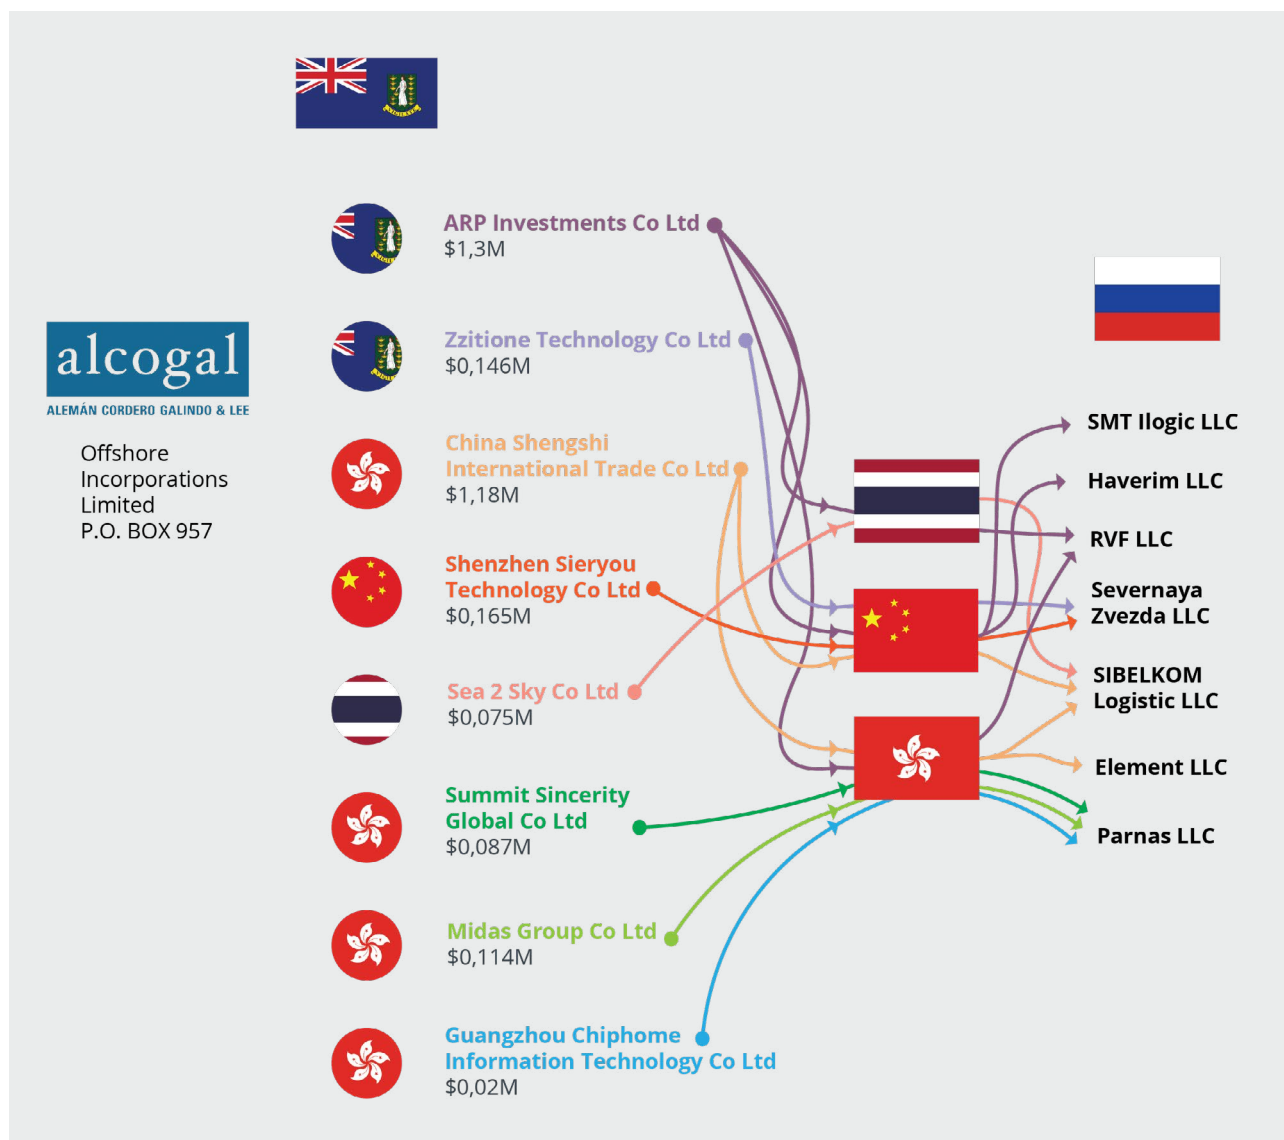 alcogal
ALEMÁN CORDERO GALINDO & LEE
Offshore
Incorporations
Limited
P.O. BOX 957
ARP Investments Co Ltd
$1,3M
Zzitione Technology Co Ltd
$0,146M
China Shengshi
International Trade Co Ltd
$1,18M
Shenzhen Sieryou
Technology Co Ltd
$0,165M
Sea 2 Sky Co Ltd
$0,075M
Summit Sincerity
Global Co Ltd
$0,087M
Midas Group Co Ltd
$0,114M
Guangzhou Chiphome
Information Technology Co Ltd
$0,02M
SMT Ilogic LLC
Haverim LLC
RVF LLC
Severnaya
Zvezda LLC
SIBELKOM
Logistic LLC
Element LLC
Parnas LLC